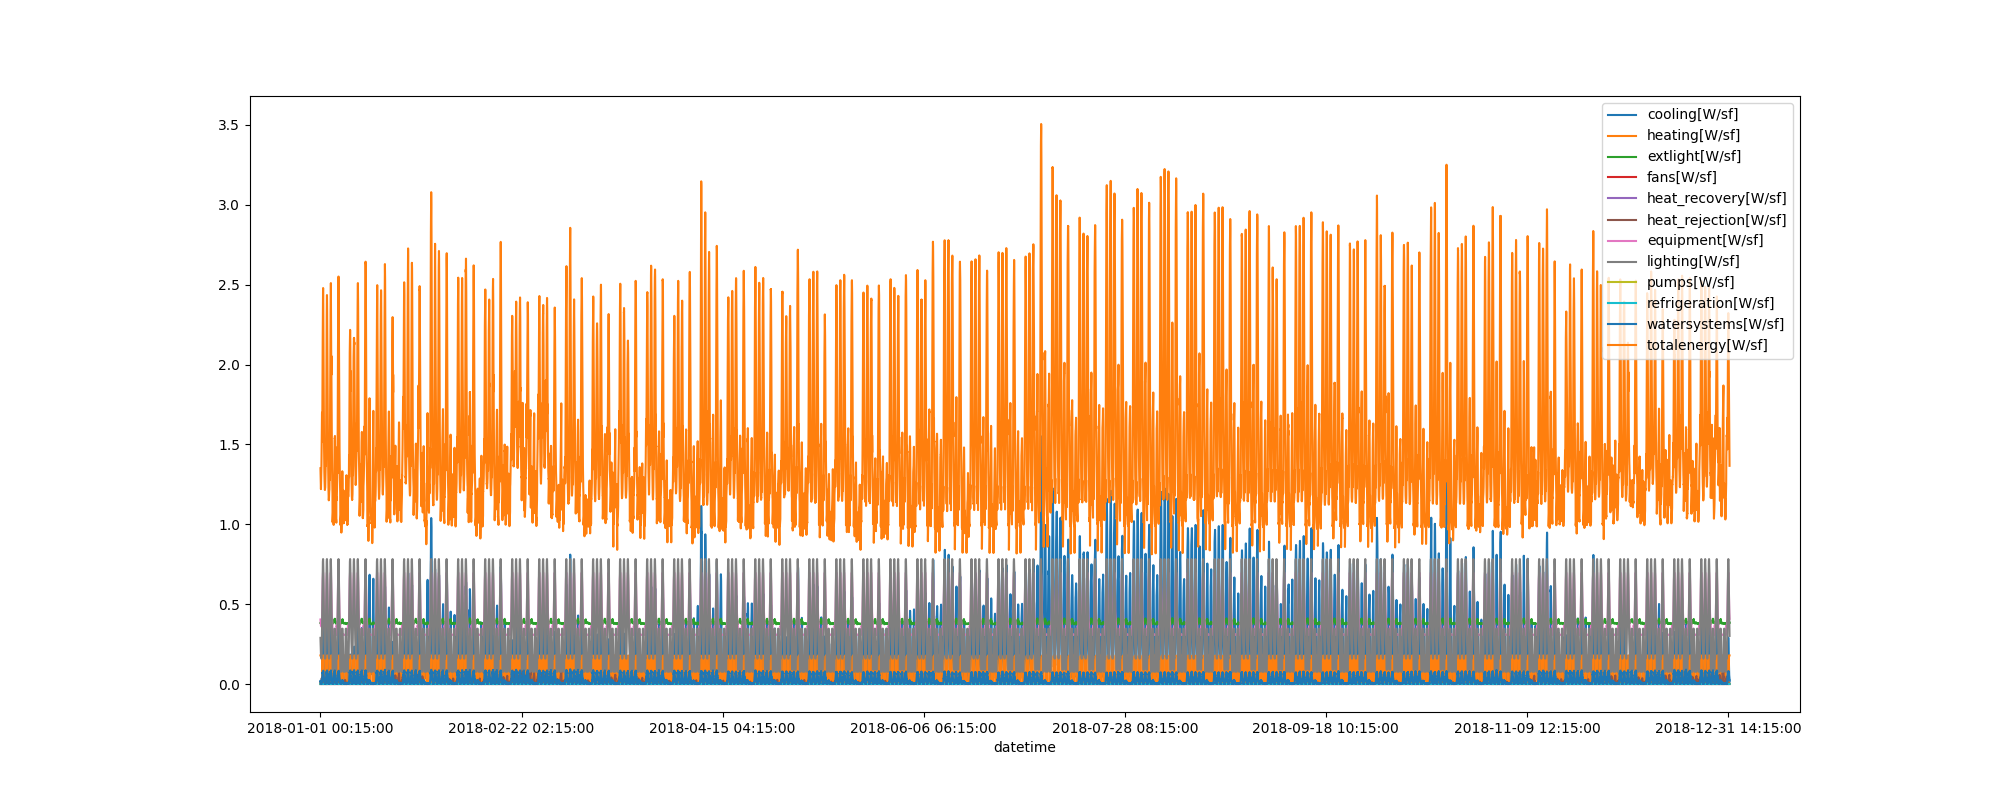 3.5
3.0
2.5
2.0
1.5
1.0
0.5
0.0
cooling[W/sf]
heating[W/sf]
extlight[W/sf]
fans[W/sf]
heat_recovery[W/sf]
heat_rejection[W/sf]
equipment[W/sf]
lighting[W/sf]
pumps[W/sf]
refrigeration[W/sf]
watersystems[W/sf]
totalenergy[W/sf]
2018-01-01 00:15:00 2018-02-22 02:15:00 2018-04-15 04:15:00 2018-06-06 06:15:00 2018-07-28 08:15:00 2018-09-18 10:15:00 2018-11-09 12:15:00 2018-12-31 14:15:00
datetime